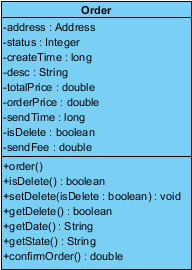 Order
-address : Address
-status : Integer
-createTime : long
-desc : String
-totalPrice : double
-orderPrice : double
-sendTime : long
-isDelete : boolean
-sendFee : double
+order()
+isDelete() : boolean
+setDelete(isDelete : boolean) : void
+getDelete() : boolean
+getDate() : String
+getState() : String
+confirmOrder() : double